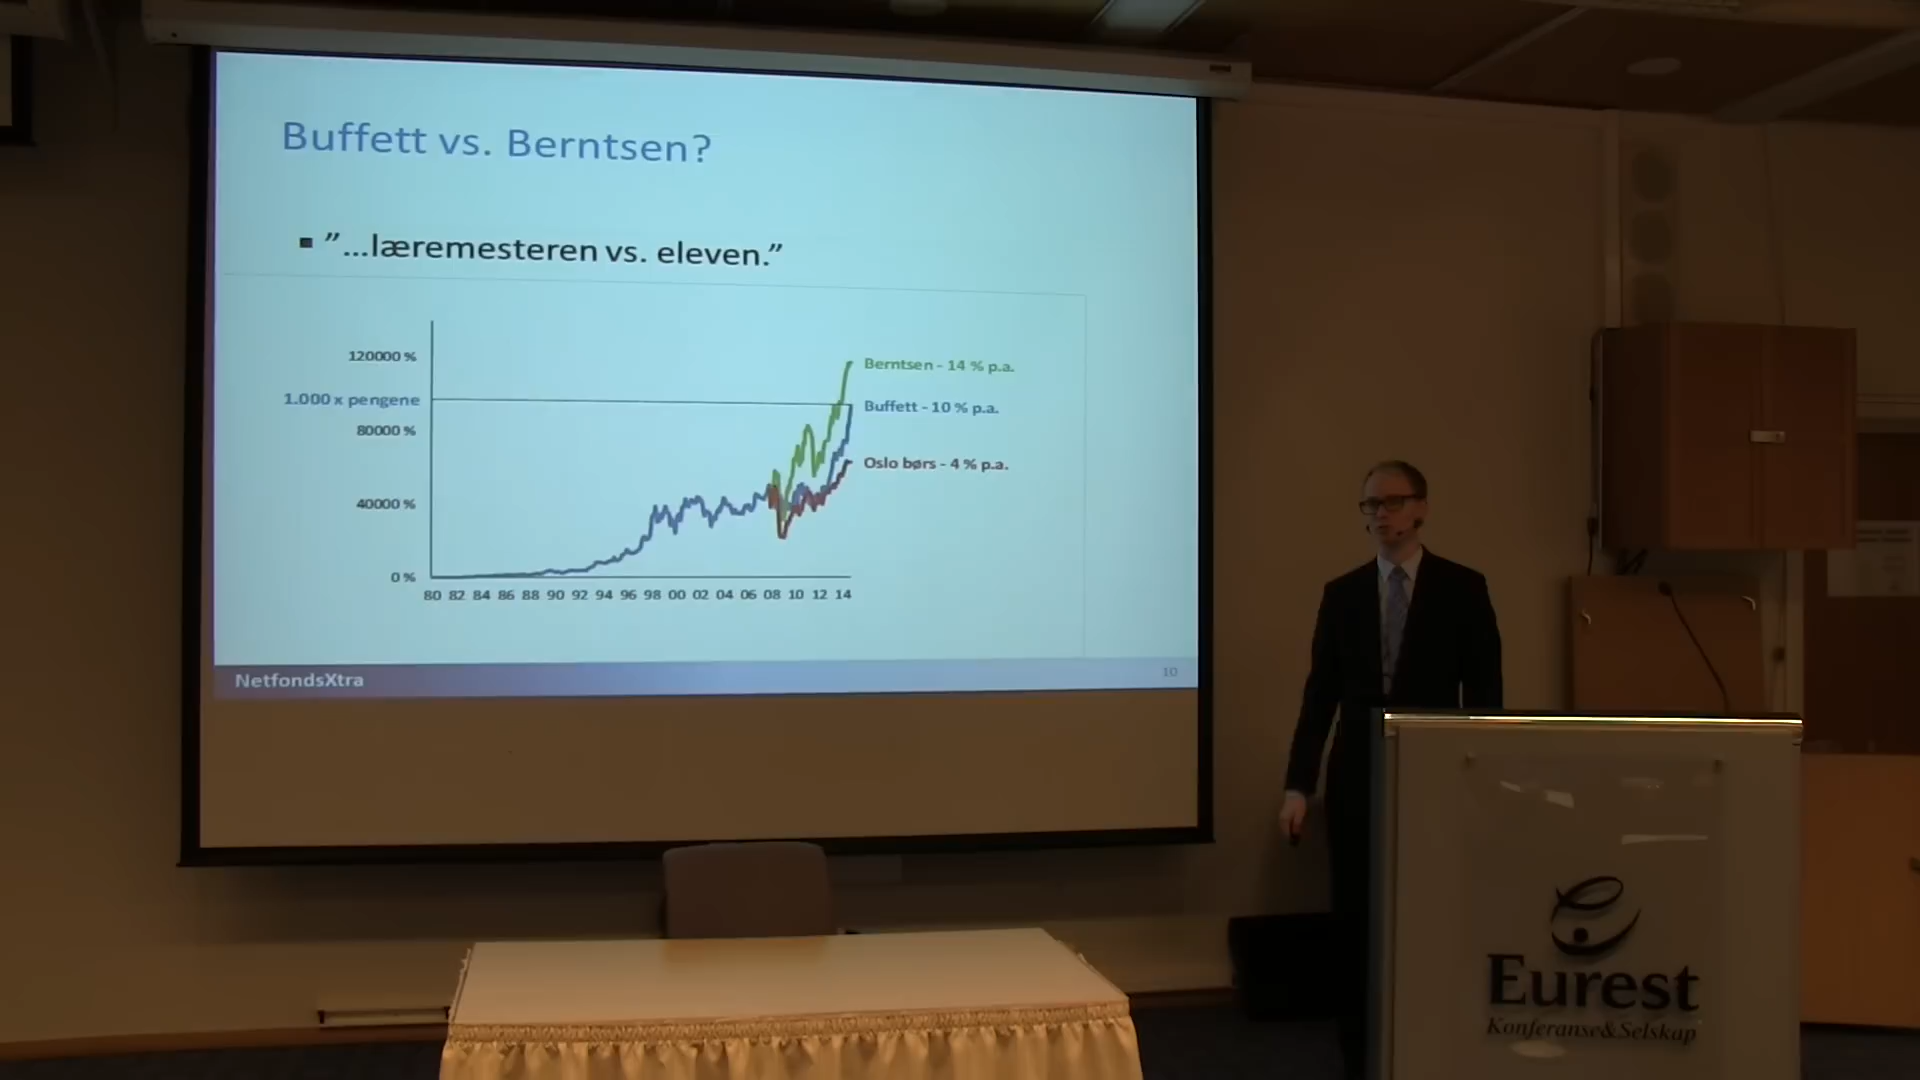 Buffett vs. Berntsen?
▪ ”...læremesteren vs. eleven.”
120000 %
1.000 x pengene
80000 %
40000 %
0 %
Berntsen - 14 % p.a.
Buffett - 10 % p.a.
Oslo børs - 4 % p.a.
80 82 84 86 88 90 92 94 96 98 00 02 04 06 08 10 12 14
NetfondsXtra
10
Eurest
Konferanse&Selskap